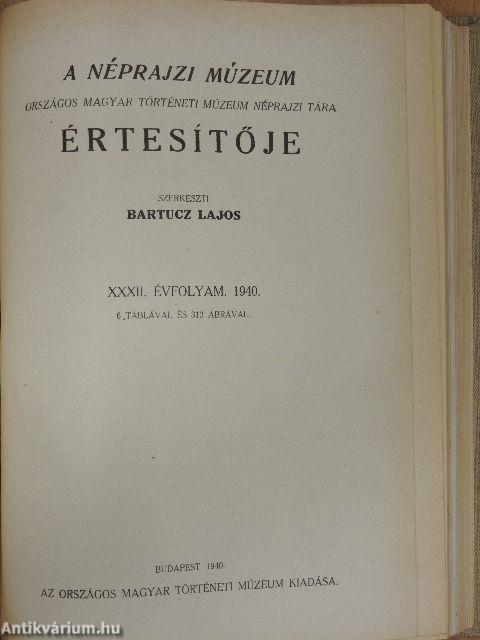 A NÉPRAJZI MÚZEUM
ORSZÁGOS MAGYAR TÖRTÉNETI MÚZEUM NÉPRAJZI TÁRA
ÉRTESÍTŐJE
SZERKESZTI
BARTUCZ LAJOS
XXXII. ÉVFOLYAM. 1940.
6 TÁBLÁVAL ÉS 313 ÁBRÁVAL.
BUDAPEST 1940.
AZ ORSZÁGOS MAGYAR TÖRTÉNETI MÚZEUM KIADÁSA.
Antikvárium.hu